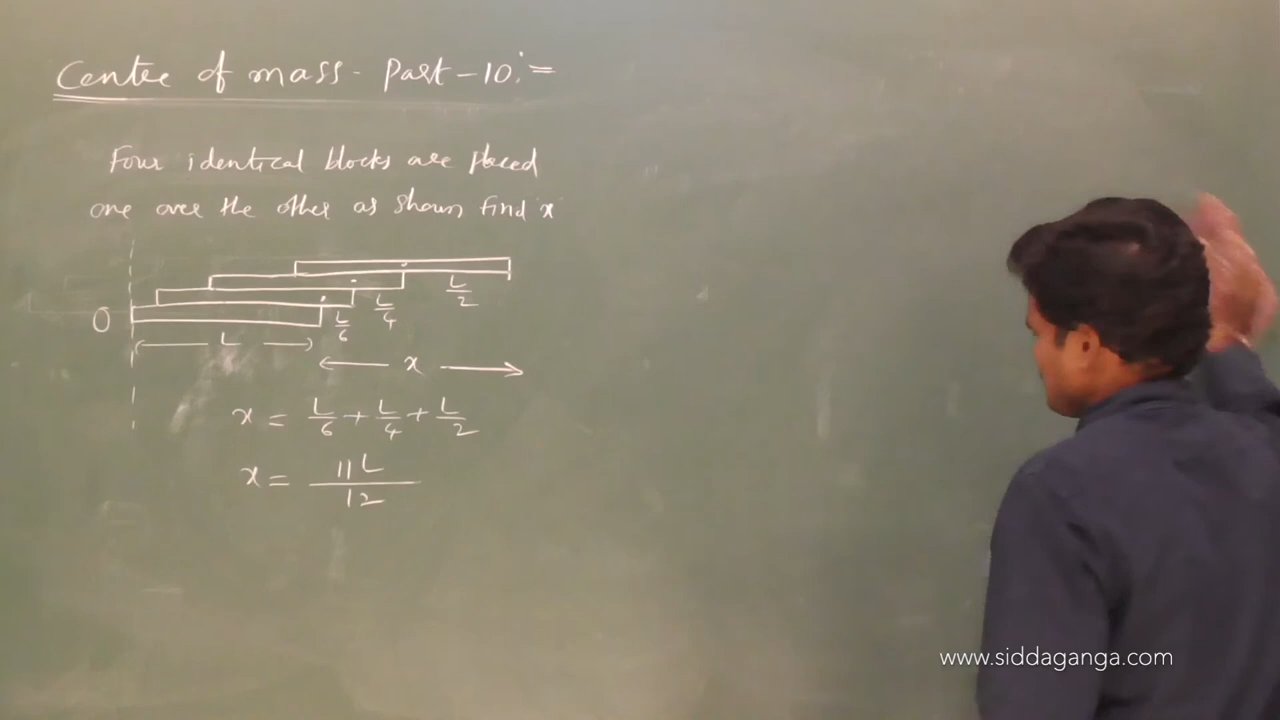 Centre of mass - Part - 10 :=
Four identical blocks are placed
one over the other as shown find x
L/2
L/4
O
L/6
L
x
x = L/6 + L/4 + L/2
x = 11L/12
www.siddaganga.com